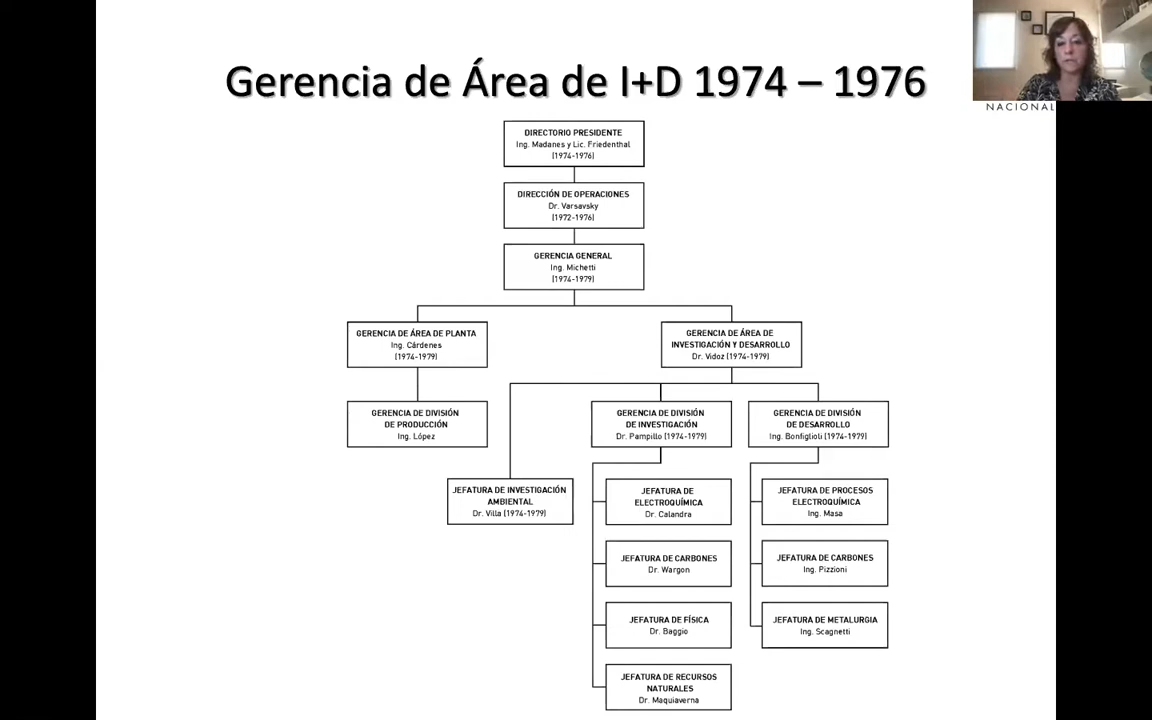 Gerencia de Área de I+D 1974 – 1976
NACIONAL
DIRECTORIO PRESIDENTE
Ing. Madanes y Lic. Friedenthal
(1974-1976)
DIRECCIÓN DE OPERACIONES
Dr. Varsavsky
(1972-1976)
GERENCIA GENERAL
Ing. Michetti
(1974-1979)
GERENCIA DE ÁREA DE PLANTA
Ing. Cárdenes
(1974-1979)
GERENCIA DE ÁREA DE
INVESTIGACIÓN Y DESARROLLO
Dr. Vidoz (1974-1979)
GERENCIA DE DIVISIÓN
DE PRODUCCIÓN
Ing. López
GERENCIA DE DIVISIÓN
DE INVESTIGACIÓN
Dr. Pampillo (1974-1979)
GERENCIA DE DIVISIÓN
DE DESARROLLO
Ing. Bonfiglioli (1974-1979)
JEFATURA DE INVESTIGACIÓN
AMBIENTAL
Dr. Villa (1974-1979)
JEFATURA DE
ELECTROQUÍMICA
Dr. Calandra
JEFATURA DE CARBONES
Dr. Wargon
JEFATURA DE FÍSICA
Dr. Baggio
JEFATURA DE RECURSOS
NATURALES
Dr. Maquiaverna
JEFATURA DE PROCESOS
ELECTROQUÍMICA
Ing. Masa
JEFATURA DE CARBONES
Ing. Pizzioni
JEFATURA DE METALURGIA
Ing. Scagnetti